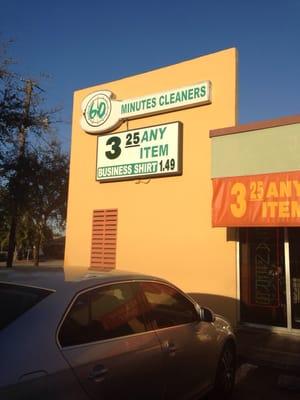 60 MINUTES CLEANERS
3 25 ANY
ITEM
BUSINESS SHIRT 1.49
3 25 ANY
ITEM